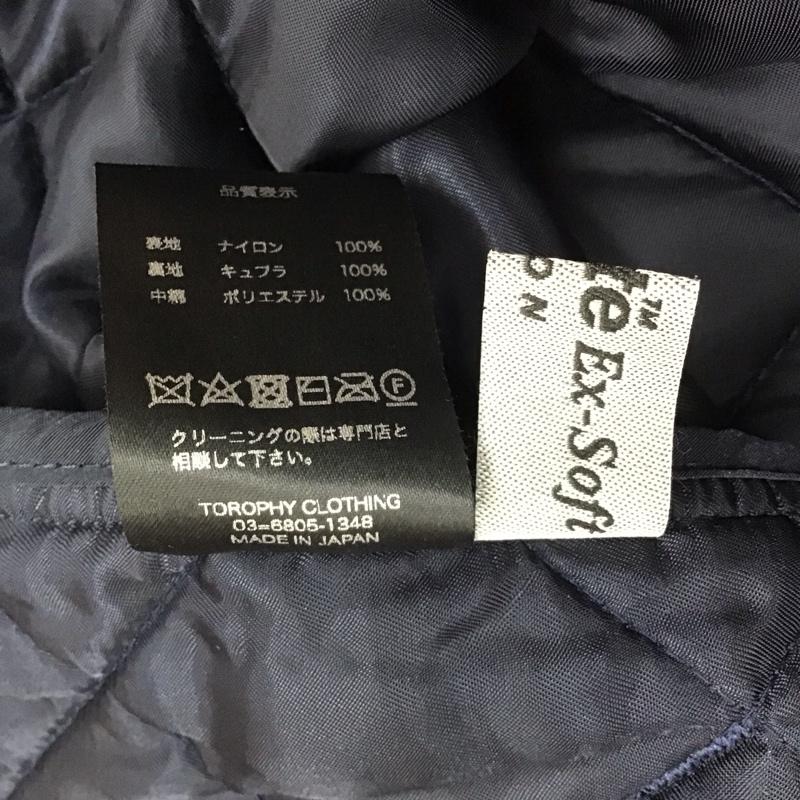 品質表示
表地 ナイロン 100%
裏地 キュプラ 100%
中綿 ポリエステル 100%
F
クリーニングの際は専門店と
相談して下さい。
TOROPHY CLOTHING
03-6805-1348
MADE IN JAPAN
te Ex-Soft
TM
ON